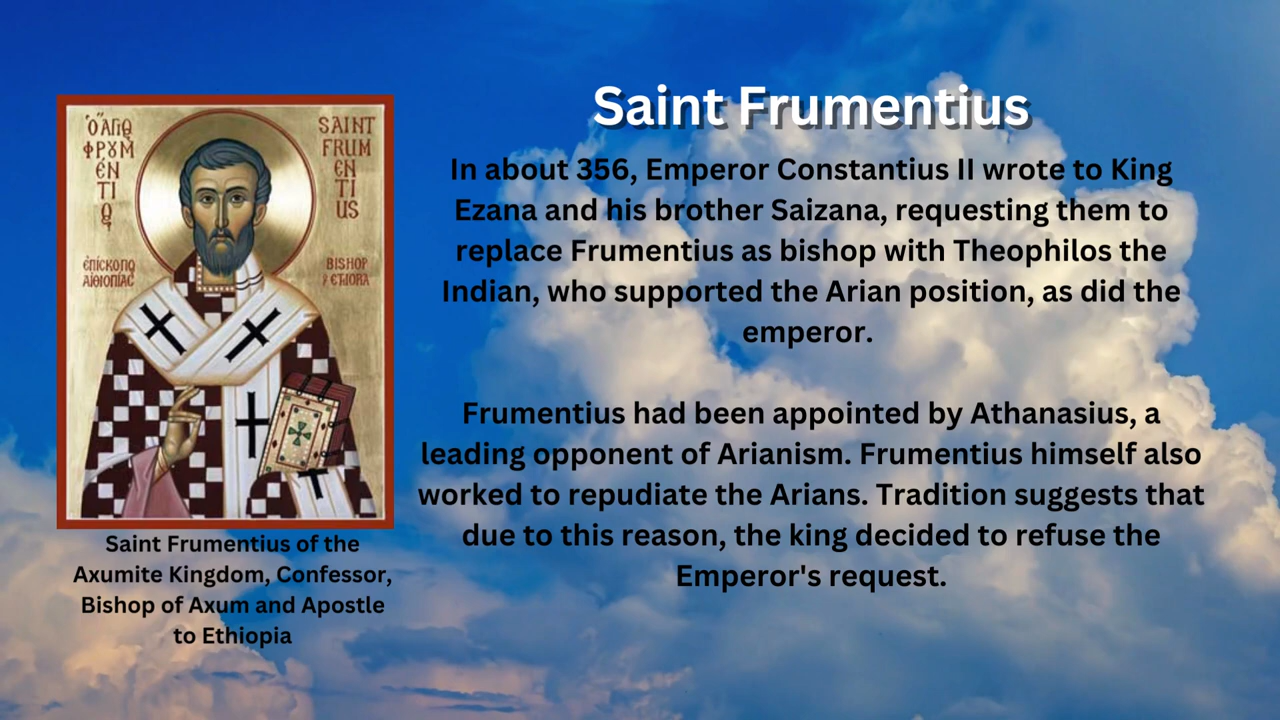 Saint Frumentius
In about 356, Emperor Constantius II wrote to King
Ezana and his brother Saizana, requesting them to
replace Frumentius as bishop with Theophilos the
Indian, who supported the Arian position, as did the
emperor.
Frumentius had been appointed by Athanasius, a
leading opponent of Arianism. Frumentius himself also
worked to repudiate the Arians. Tradition suggests that
due to this reason, the king decided to refuse the
Emperor's request.
SAINT
FRUM
EN
TI
US
BISHOP
Saint Frumentius of the
Axumite Kingdom, Confessor,
Bishop of Axum and Apostle
to Ethiopia